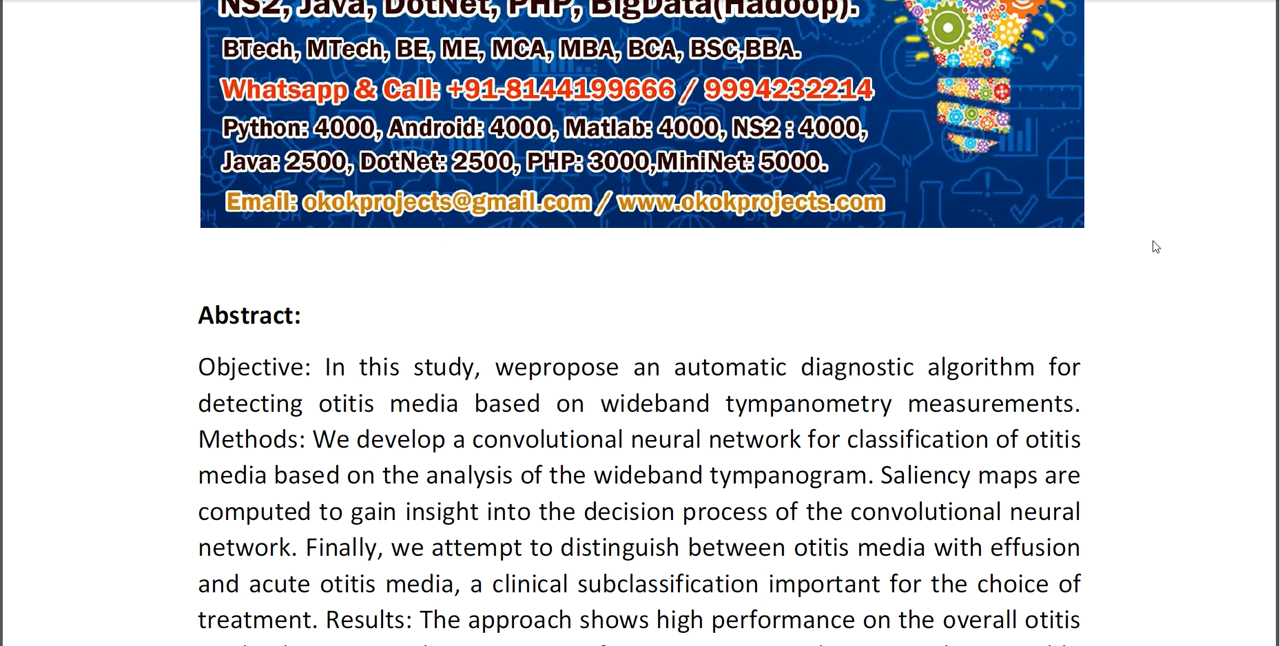 NS2, Java, DotNet, PHP, BigData(Hadoop).
BTech, MTech, BE, ME, MCA, MBA, BCA, BSC,BBA.
Whatsapp & Call: +91-8144199666 / 9994232214
Python: 4000, Android: 4000, Matlab: 4000, NS2 : 4000,
Java: 2500, DotNet: 2500, PHP: 3000,MiniNet: 5000.
Email: okokprojects@gmail.com / www.okokprojects.com
Abstract:
Objective: In this study, wepropose an automatic diagnostic algorithm for
detecting otitis media based on wideband tympanometry measurements.
Methods: We develop a convolutional neural network for classification of otitis
media based on the analysis of the wideband tympanogram. Saliency maps are
computed to gain insight into the decision process of the convolutional neural
network. Finally, we attempt to distinguish between otitis media with effusion
and acute otitis media, a clinical subclassification important for the choice of
treatment. Results: The approach shows high performance on the overall otitis